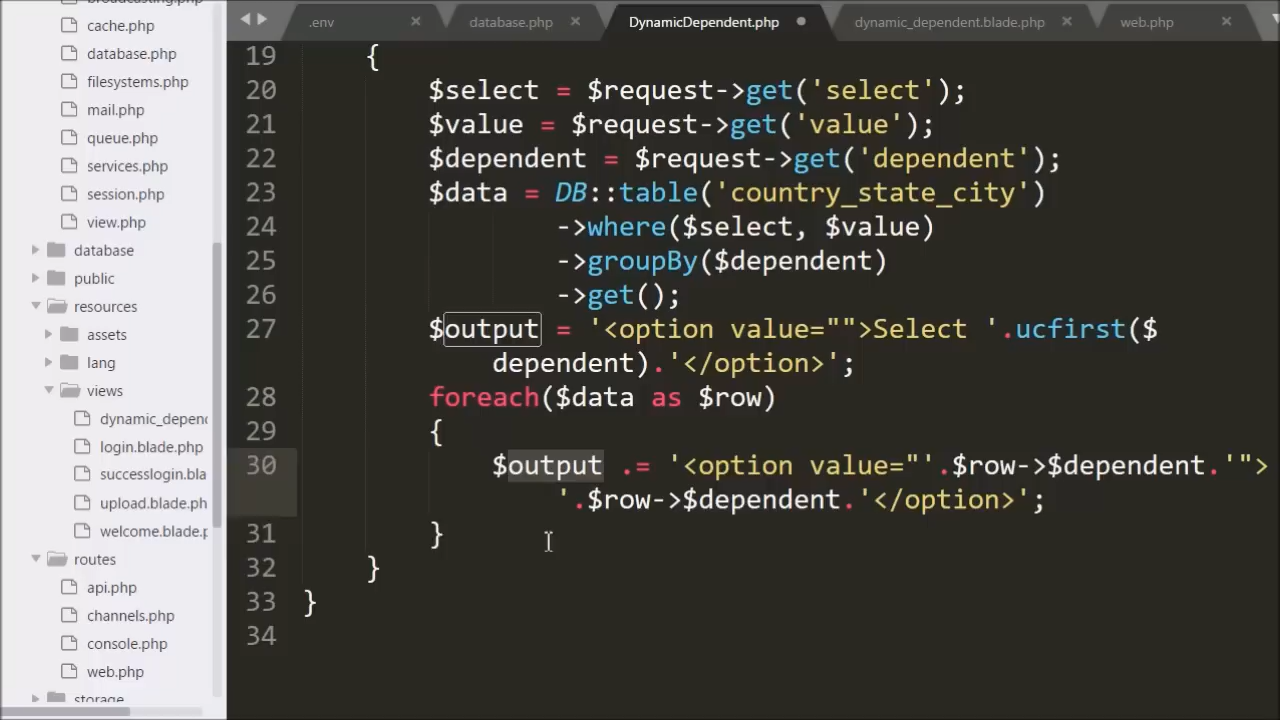 broadcasting.php
cache.php
database.php
filesystems.php
mail.php
queue.php
services.php
session.php
view.php
database
public
resources
assets
lang
views
dynamic_depend
login.blade.php
successlogin.bla
upload.blade.ph
welcome.blade.p
routes
api.php
channels.php
console.php
web.php
storage
.env
database.php
DynamicDependent.php
dynamic_dependent.blade.php
web.php
19 {
20 $select = $request->get('select');
21 $value = $request->get('value');
22 $dependent = $request->get('dependent');
23 $data = DB::table('country_state_city')
24 ->where($select, $value)
25 ->groupBy($dependent)
26 ->get();
27 $output = '<option value="">Select '.ucfirst($
dependent).'</option>';
28 foreach($data as $row)
29 {
30 $output .= '<option value="'.$row->$dependent.'">
'.$row->$dependent.'</option>';
31 }
32 }
33 }
34